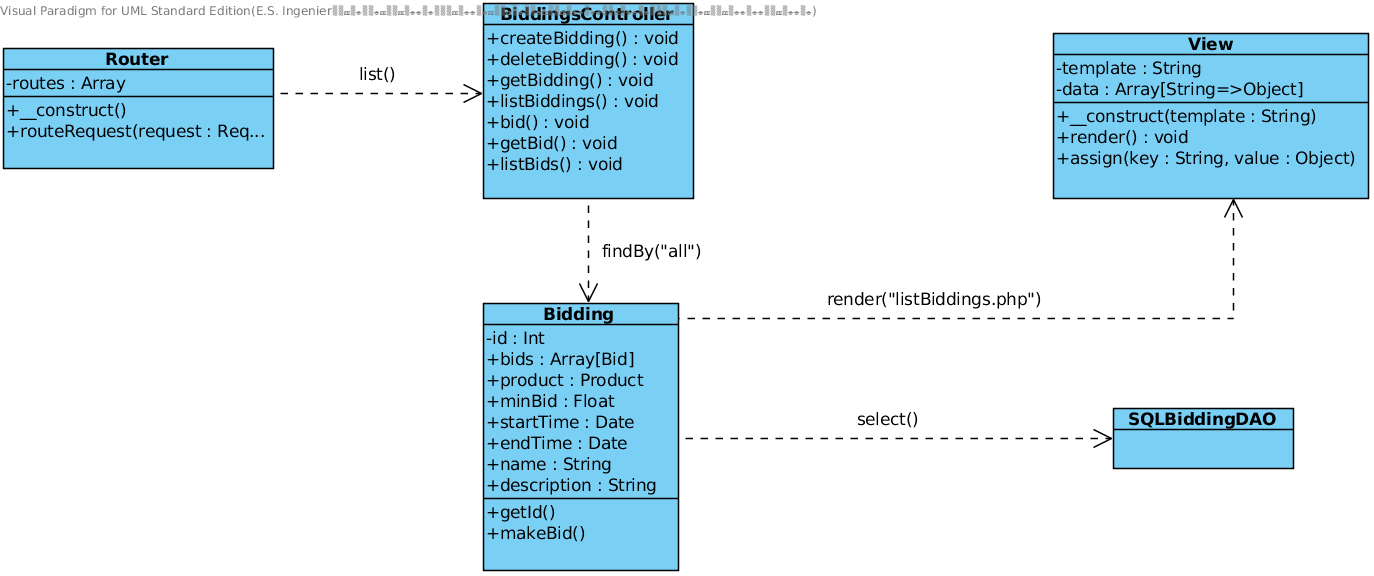 Visual Paradigm for UML Standard Edition(E.S. Ingenier
Router
-routes : Array
+__construct()
+routeRequest(request : Req...
list()
BiddingsController
+createBidding() : void
+deleteBidding() : void
+getBidding() : void
+listBiddings() : void
+bid() : void
+getBid() : void
+listBids() : void
View
-template : String
-data : Array[String=>Object]
+__construct(template : String)
+render() : void
+assign(key : String, value : Object)
findBy("all")
render("listBiddings.php")
Bidding
-id : Int
+bids : Array[Bid]
+product : Product
+minBid : Float
+startTime : Date
+endTime : Date
+name : String
+description : String
+getId()
+makeBid()
select()
SQLBiddingDAO